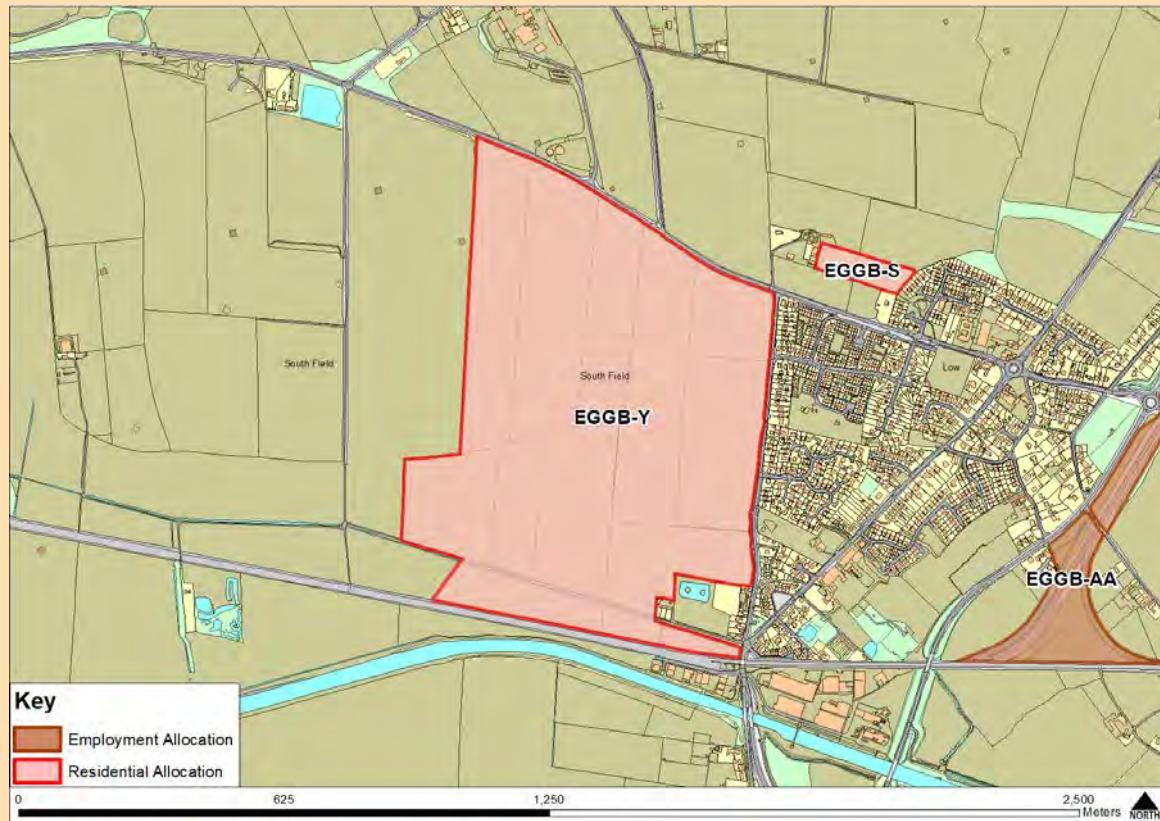 EGGB-S
Low
South Field
South Field
EGGB-Y
EGGB-AA
Key
Employment Allocation
Residential Allocation
0
625
1,250
2,500
Meters
NORTH